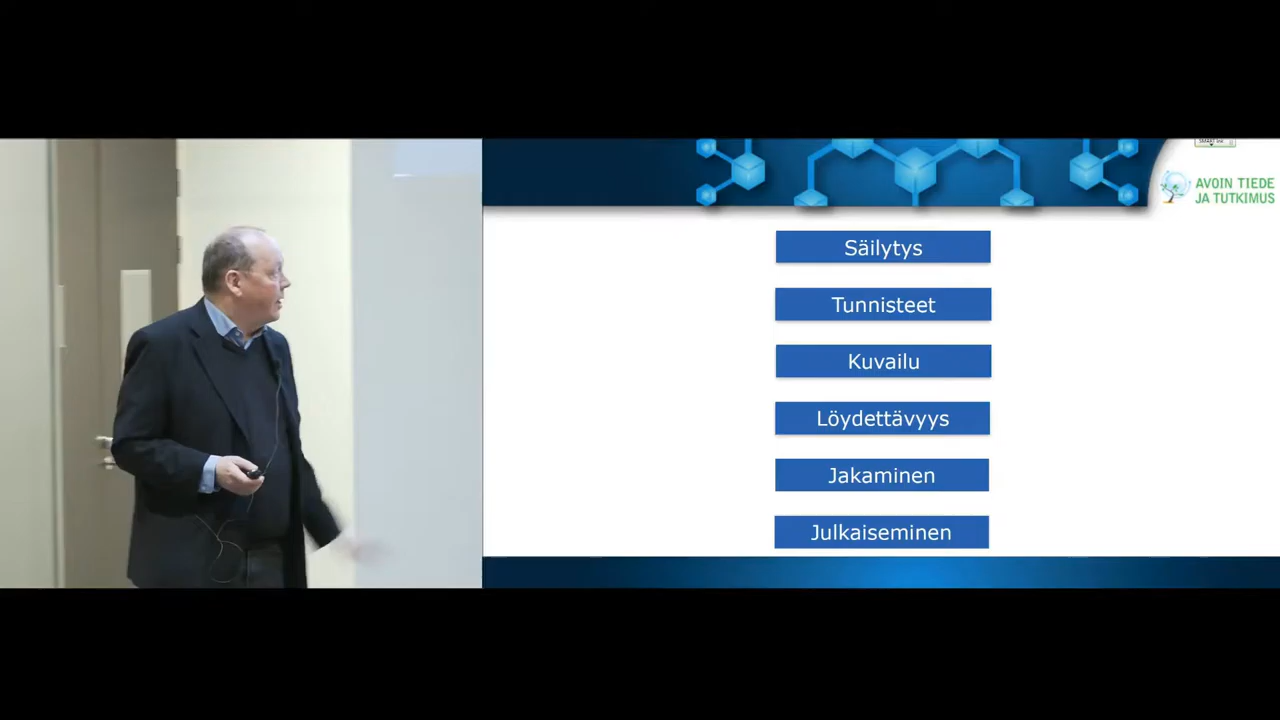 AVOIN TIEDE
JA TUTKIMUS
Säilytys
Tunnisteet
Kuvailu
Löydettävyys
Jakaminen
Julkaiseminen